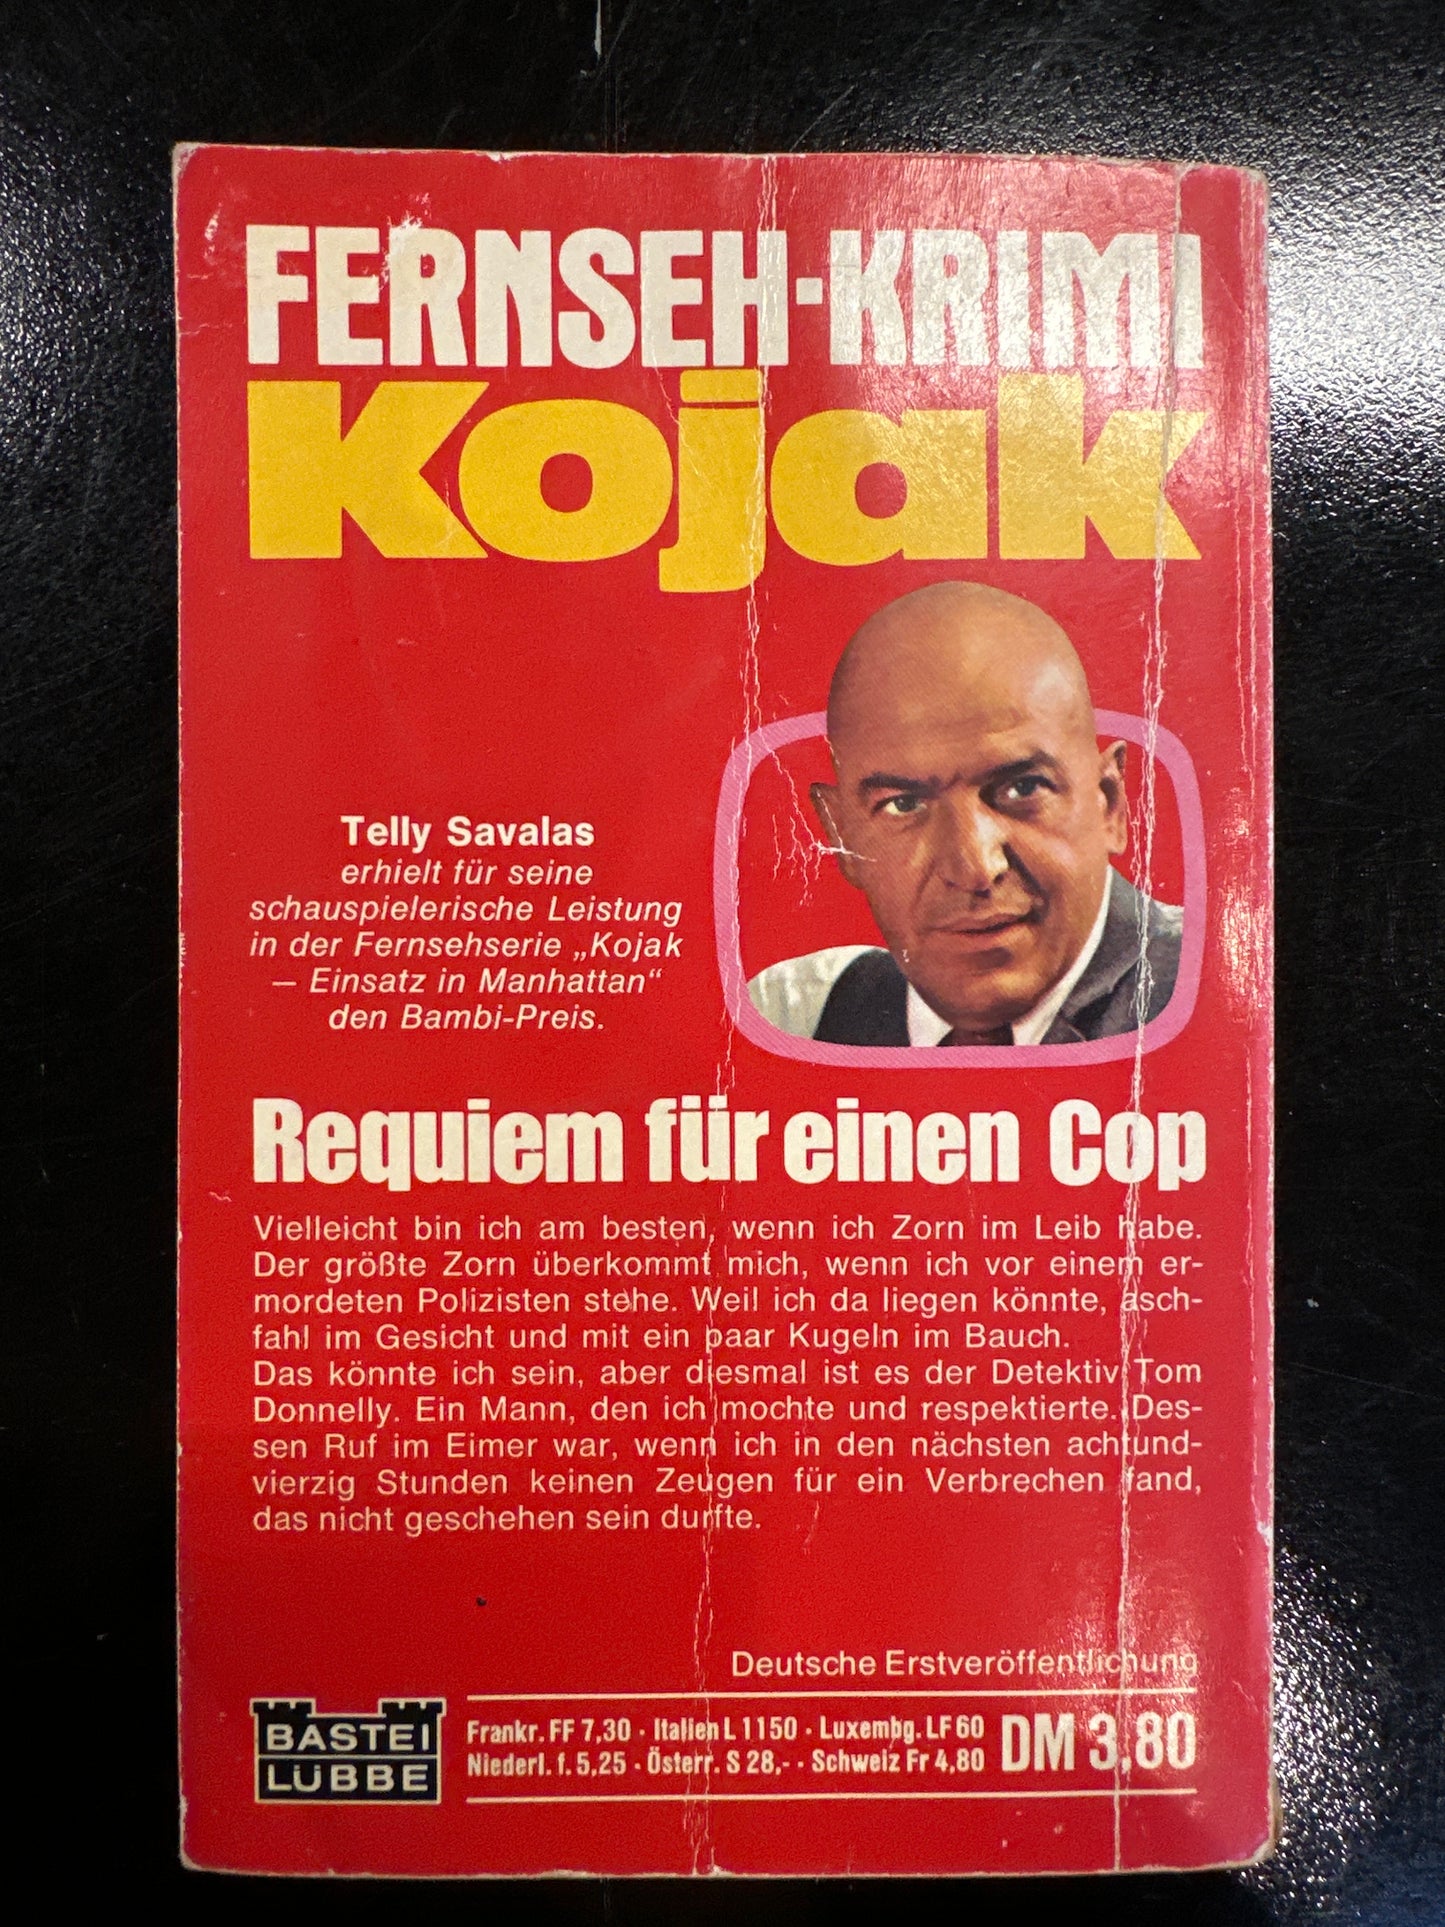 FERNSEH-KRIMI
Kojak
Telly Savalas
erhielt für seine
schauspielerische Leistung
in der Fernsehserie „Kojak
— Einsatz in Manhattan“
den Bambi-Preis.
Requiem für einen Cop
Vielleicht bin ich am besten, wenn ich Zorn im Leib habe.
Der größte Zorn überkommt mich, wenn ich vor einem er-
mordeten Polizisten stehe. Weil ich da liegen könnte, asch-
fahl im Gesicht und mit ein paar Kugeln im Bauch.
Das könnte ich sein, aber diesmal ist es der Detektiv Tom
Donnelly. Ein Mann, den ich mochte und respektierte. Des-
sen Ruf im Eimer war, wenn ich in den nächsten achtund-
vierzig Stunden keinen Zeugen für ein Verbrechen fand,
das nicht geschehen sein durfte.
Deutsche Erstveröffentlichung
BASTEI
LÜBBE
Frankr. FF 7,30 · Italien L 1150 · Luxembg. LF 60
Niederl. f. 5,25 · Österr. S 28,- · Schweiz Fr 4,80
DM 3,80